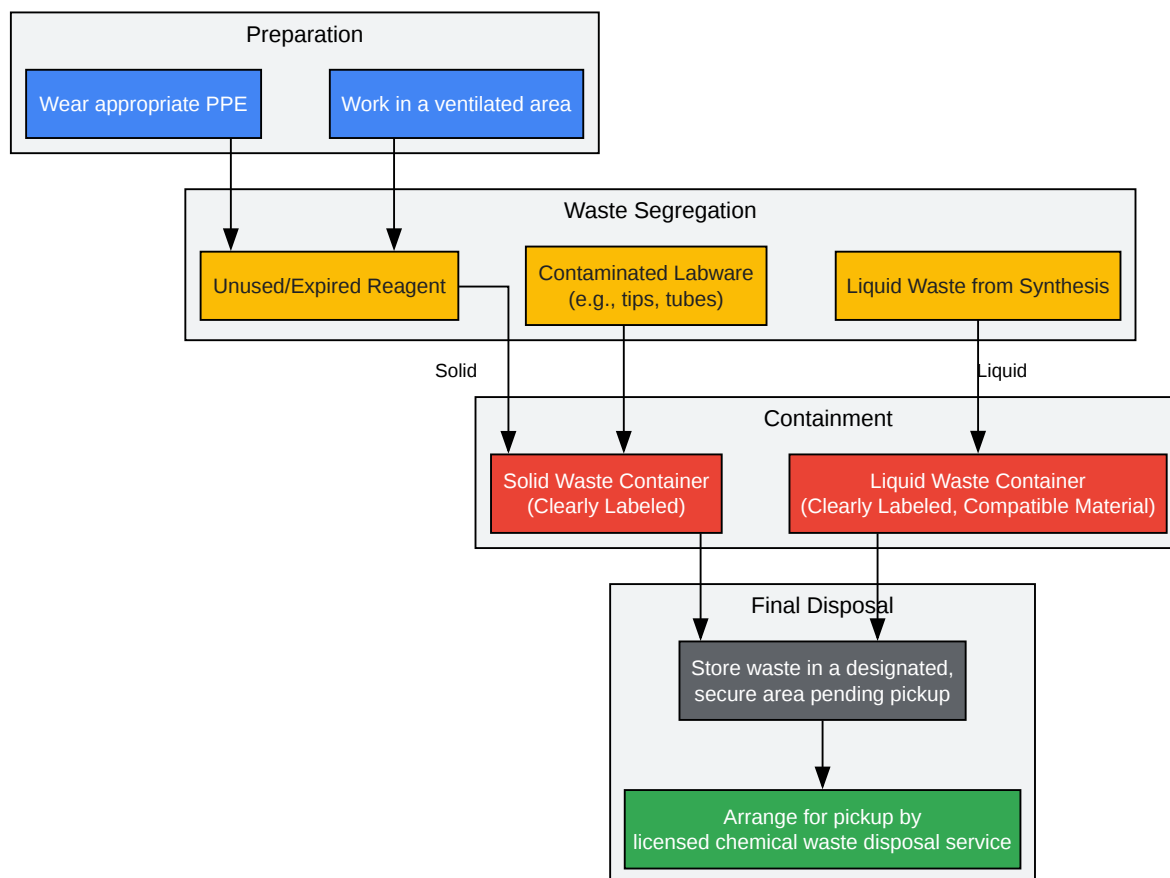 Preparation
Wear appropriate PPE
Work in a ventilated area
Waste Segregation
Unused/Expired Reagent
Contaminated Labware
(e.g., tips, tubes)
Liquid Waste from Synthesis
Solid
Liquid
Containment
Solid Waste Container
(Clearly Labeled)
Liquid Waste Container
(Clearly Labeled, Compatible Material)
Final Disposal
Store waste in a designated,
secure area pending pickup
Arrange for pickup by
licensed chemical waste disposal service